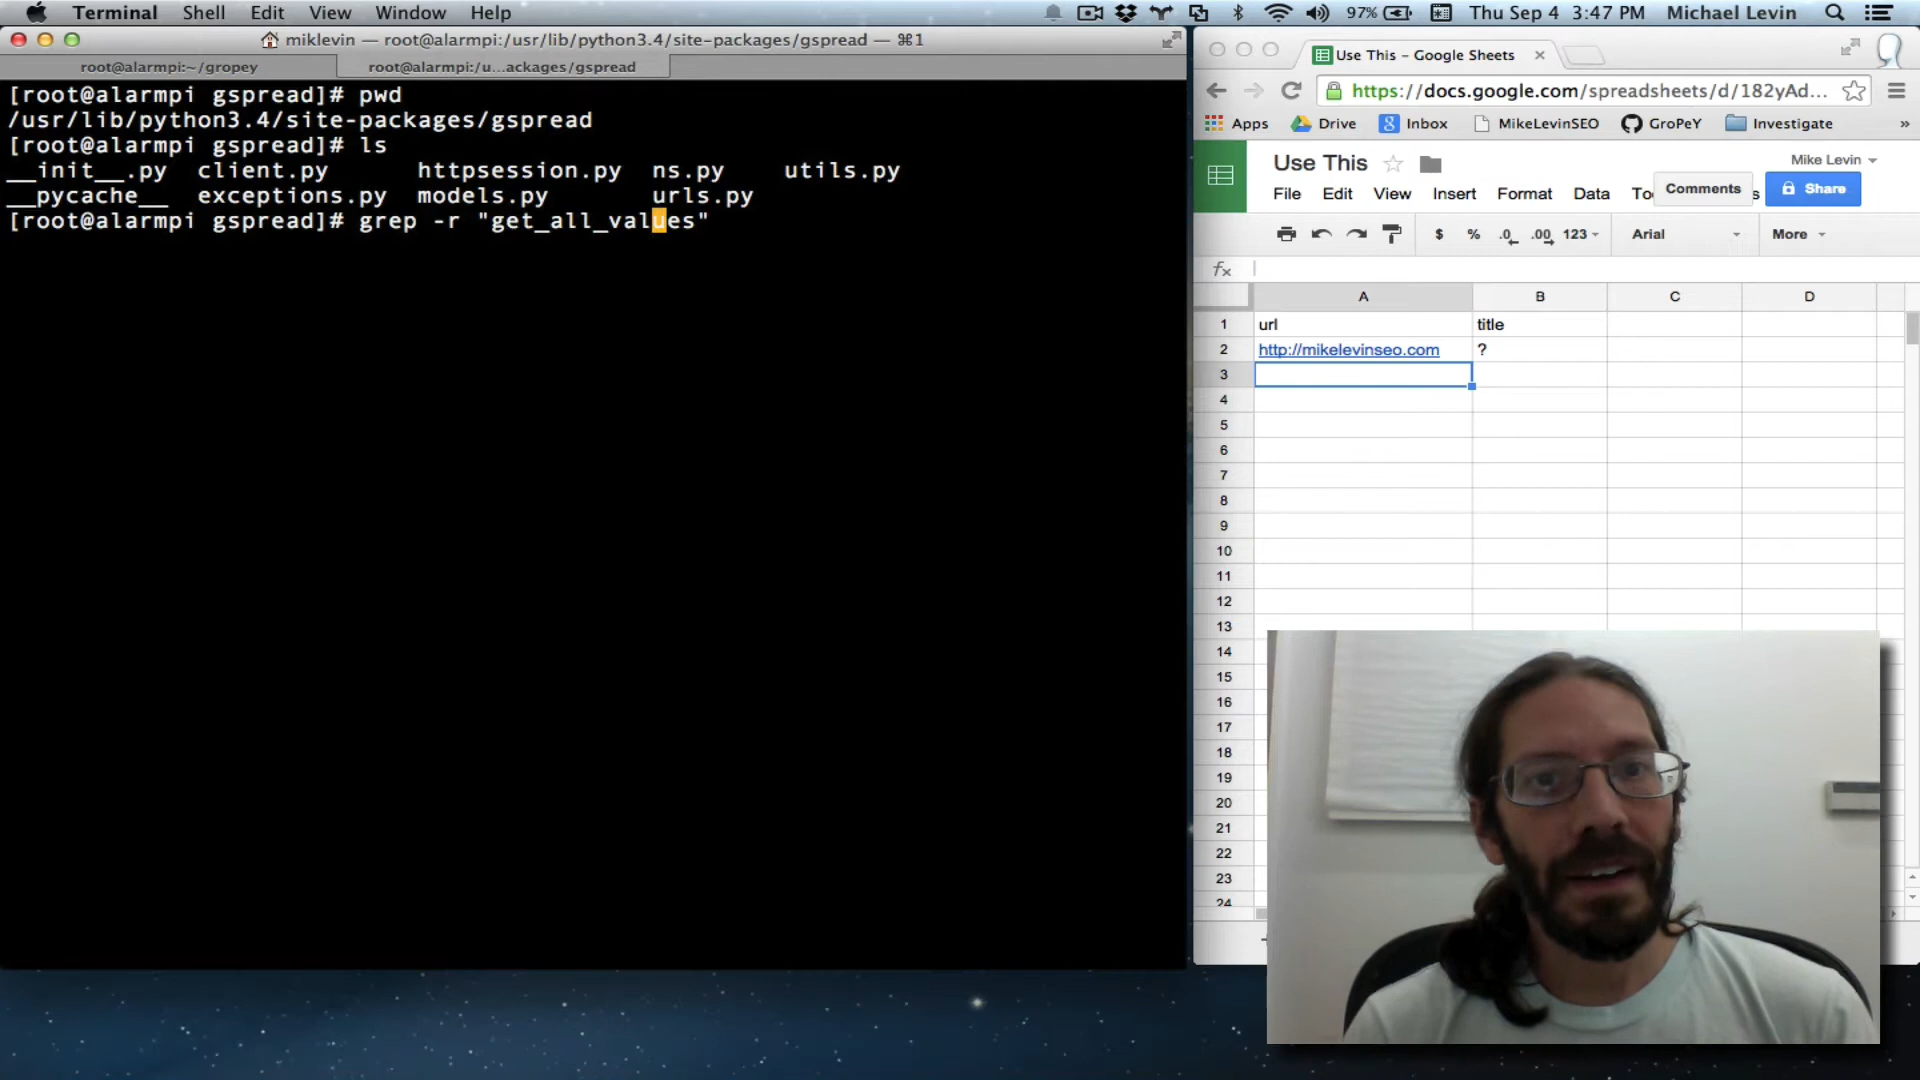 Terminal Shell Edit View Window Help 97% Thu Sep 4 3:47 PM Michael Levin
miklevin — root@alarmpi:/usr/lib/python3.4/site-packages/gspread — ⌘1
root@alarmpi:~/gropey root@alarmpi:/u...ackages/gspread
[root@alarmpi gspread]# pwd
/usr/lib/python3.4/site-packages/gspread
[root@alarmpi gspread]# ls
__init__.py client.py httpsession.py ns.py utils.py
__pycache__ exceptions.py models.py urls.py
[root@alarmpi gspread]# grep -r "get_all_values"
Use This – Google Sheets
https://docs.google.com/spreadsheets/d/182yAd...
Apps Drive Inbox MikeLevinSEO GroPeY Investigate »
Use This Mike Levin
File Edit View Insert Format Data To s Comments Share
$ % .0 .00 123 Arial More
fx
A B C D
1 url title
2 http://mikelevinseo.com ?
3
4
5
6
7
8
9
10
11
12
13
14
15
16
17
18
19
20
21
22
23
24